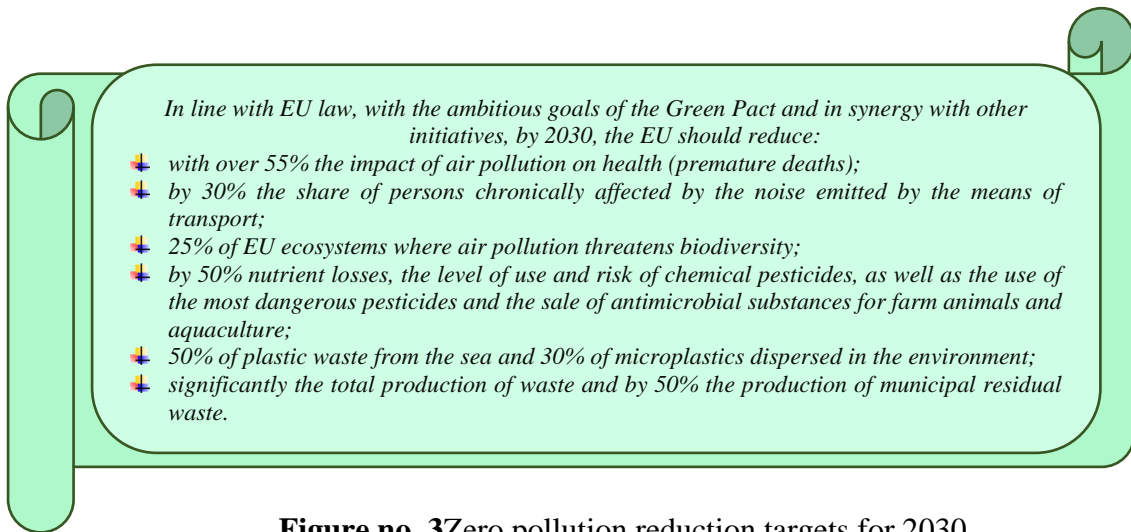 In line with EU law, with the ambitious goals of the Green Pact and in synergy with other
initiatives, by 2030, the EU should reduce:
with over 55% the impact of air pollution on health (premature deaths);
by 30% the share of persons chronically affected by the noise emitted by the means of
transport;
25% of EU ecosystems where air pollution threatens biodiversity;
by 50% nutrient losses, the level of use and risk of chemical pesticides, as well as the use of
the most dangerous pesticides and the sale of antimicrobial substances for farm animals and
aquaculture;
50% of plastic waste from the sea and 30% of microplastics dispersed in the environment;
significantly the total production of waste and by 50% the production of municipal residual
waste.
Figure no. 3Zero pollution reduction targets for 2030